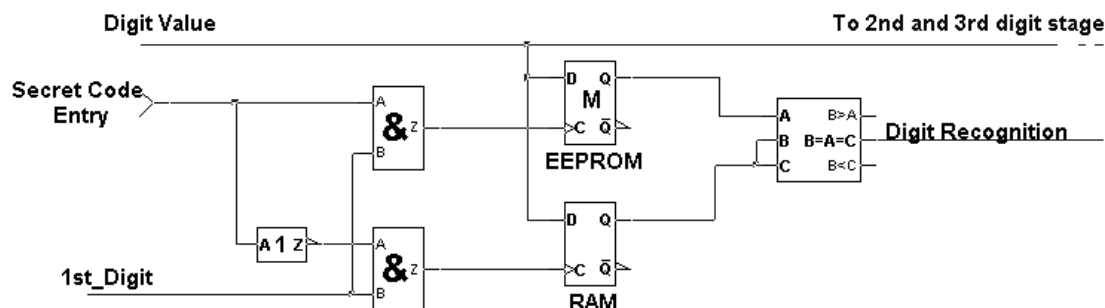 Digit Value
To 2nd and 3rd digit stage
Secret Code
Entry
A
B
&
Z
D
Q
M
C
Q̅
EEPROM
A
B
C
B>A
B=A=C
B<C
Digit Recognition
A 1 Z
A
B
&
Z
D
Q
C
Q̅
RAM
1st_Digit